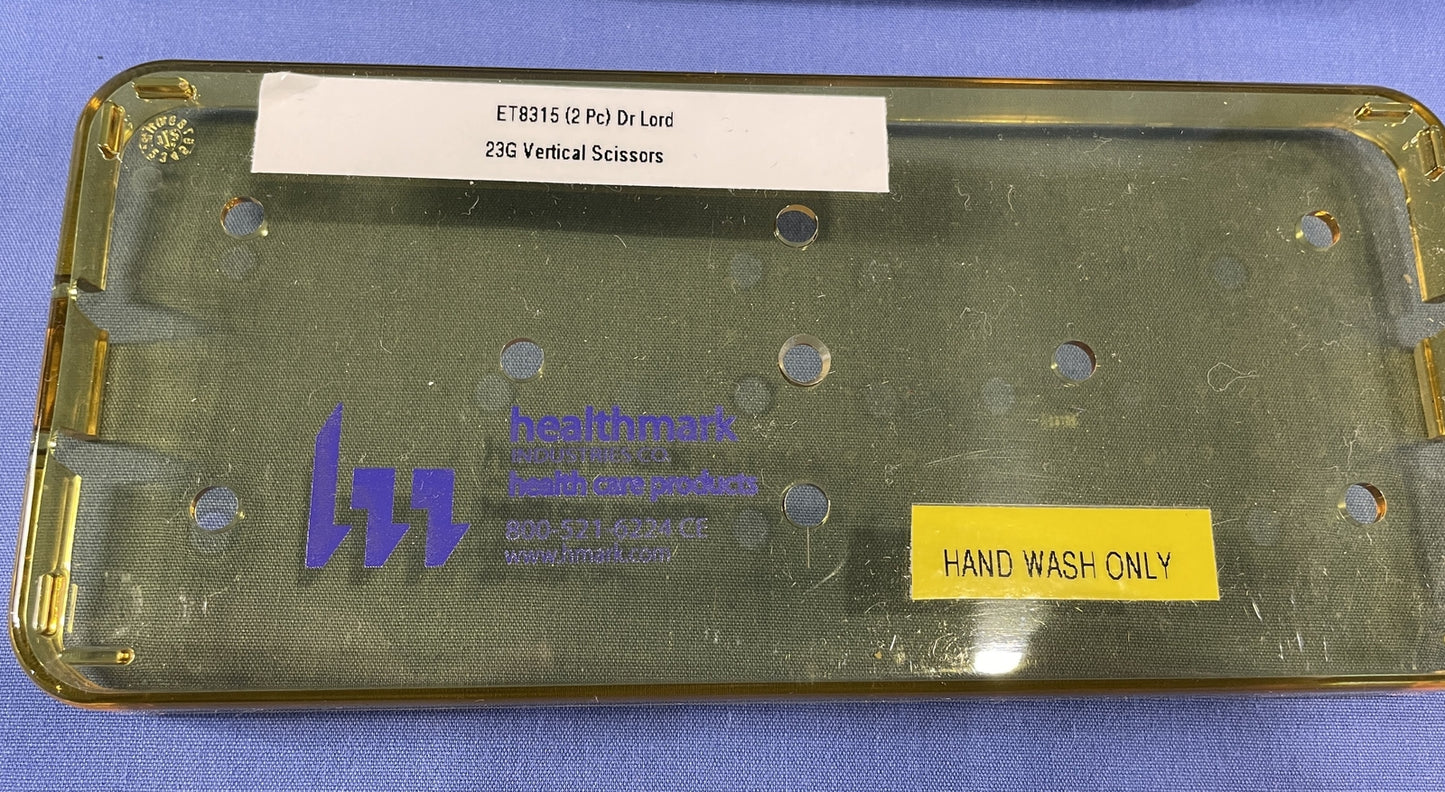 ET8315 (2 Pc) Dr Lord
23G Vertical Scissors
healthmark
INDUSTRIES CO.
health care products
800-521-6224 CE
www.hmark.com
HAND WASH ONLY